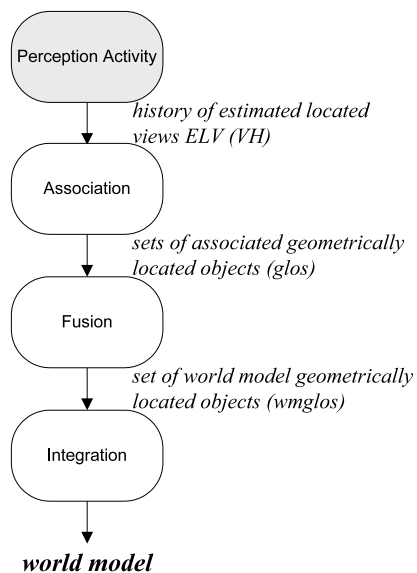 Perception Activity
history of estimated located
views ELV (VH)
Association
sets of associated geometrically
located objects (glos)
Fusion
set of world model geometrically
located objects (wmglos)
Integration
world model